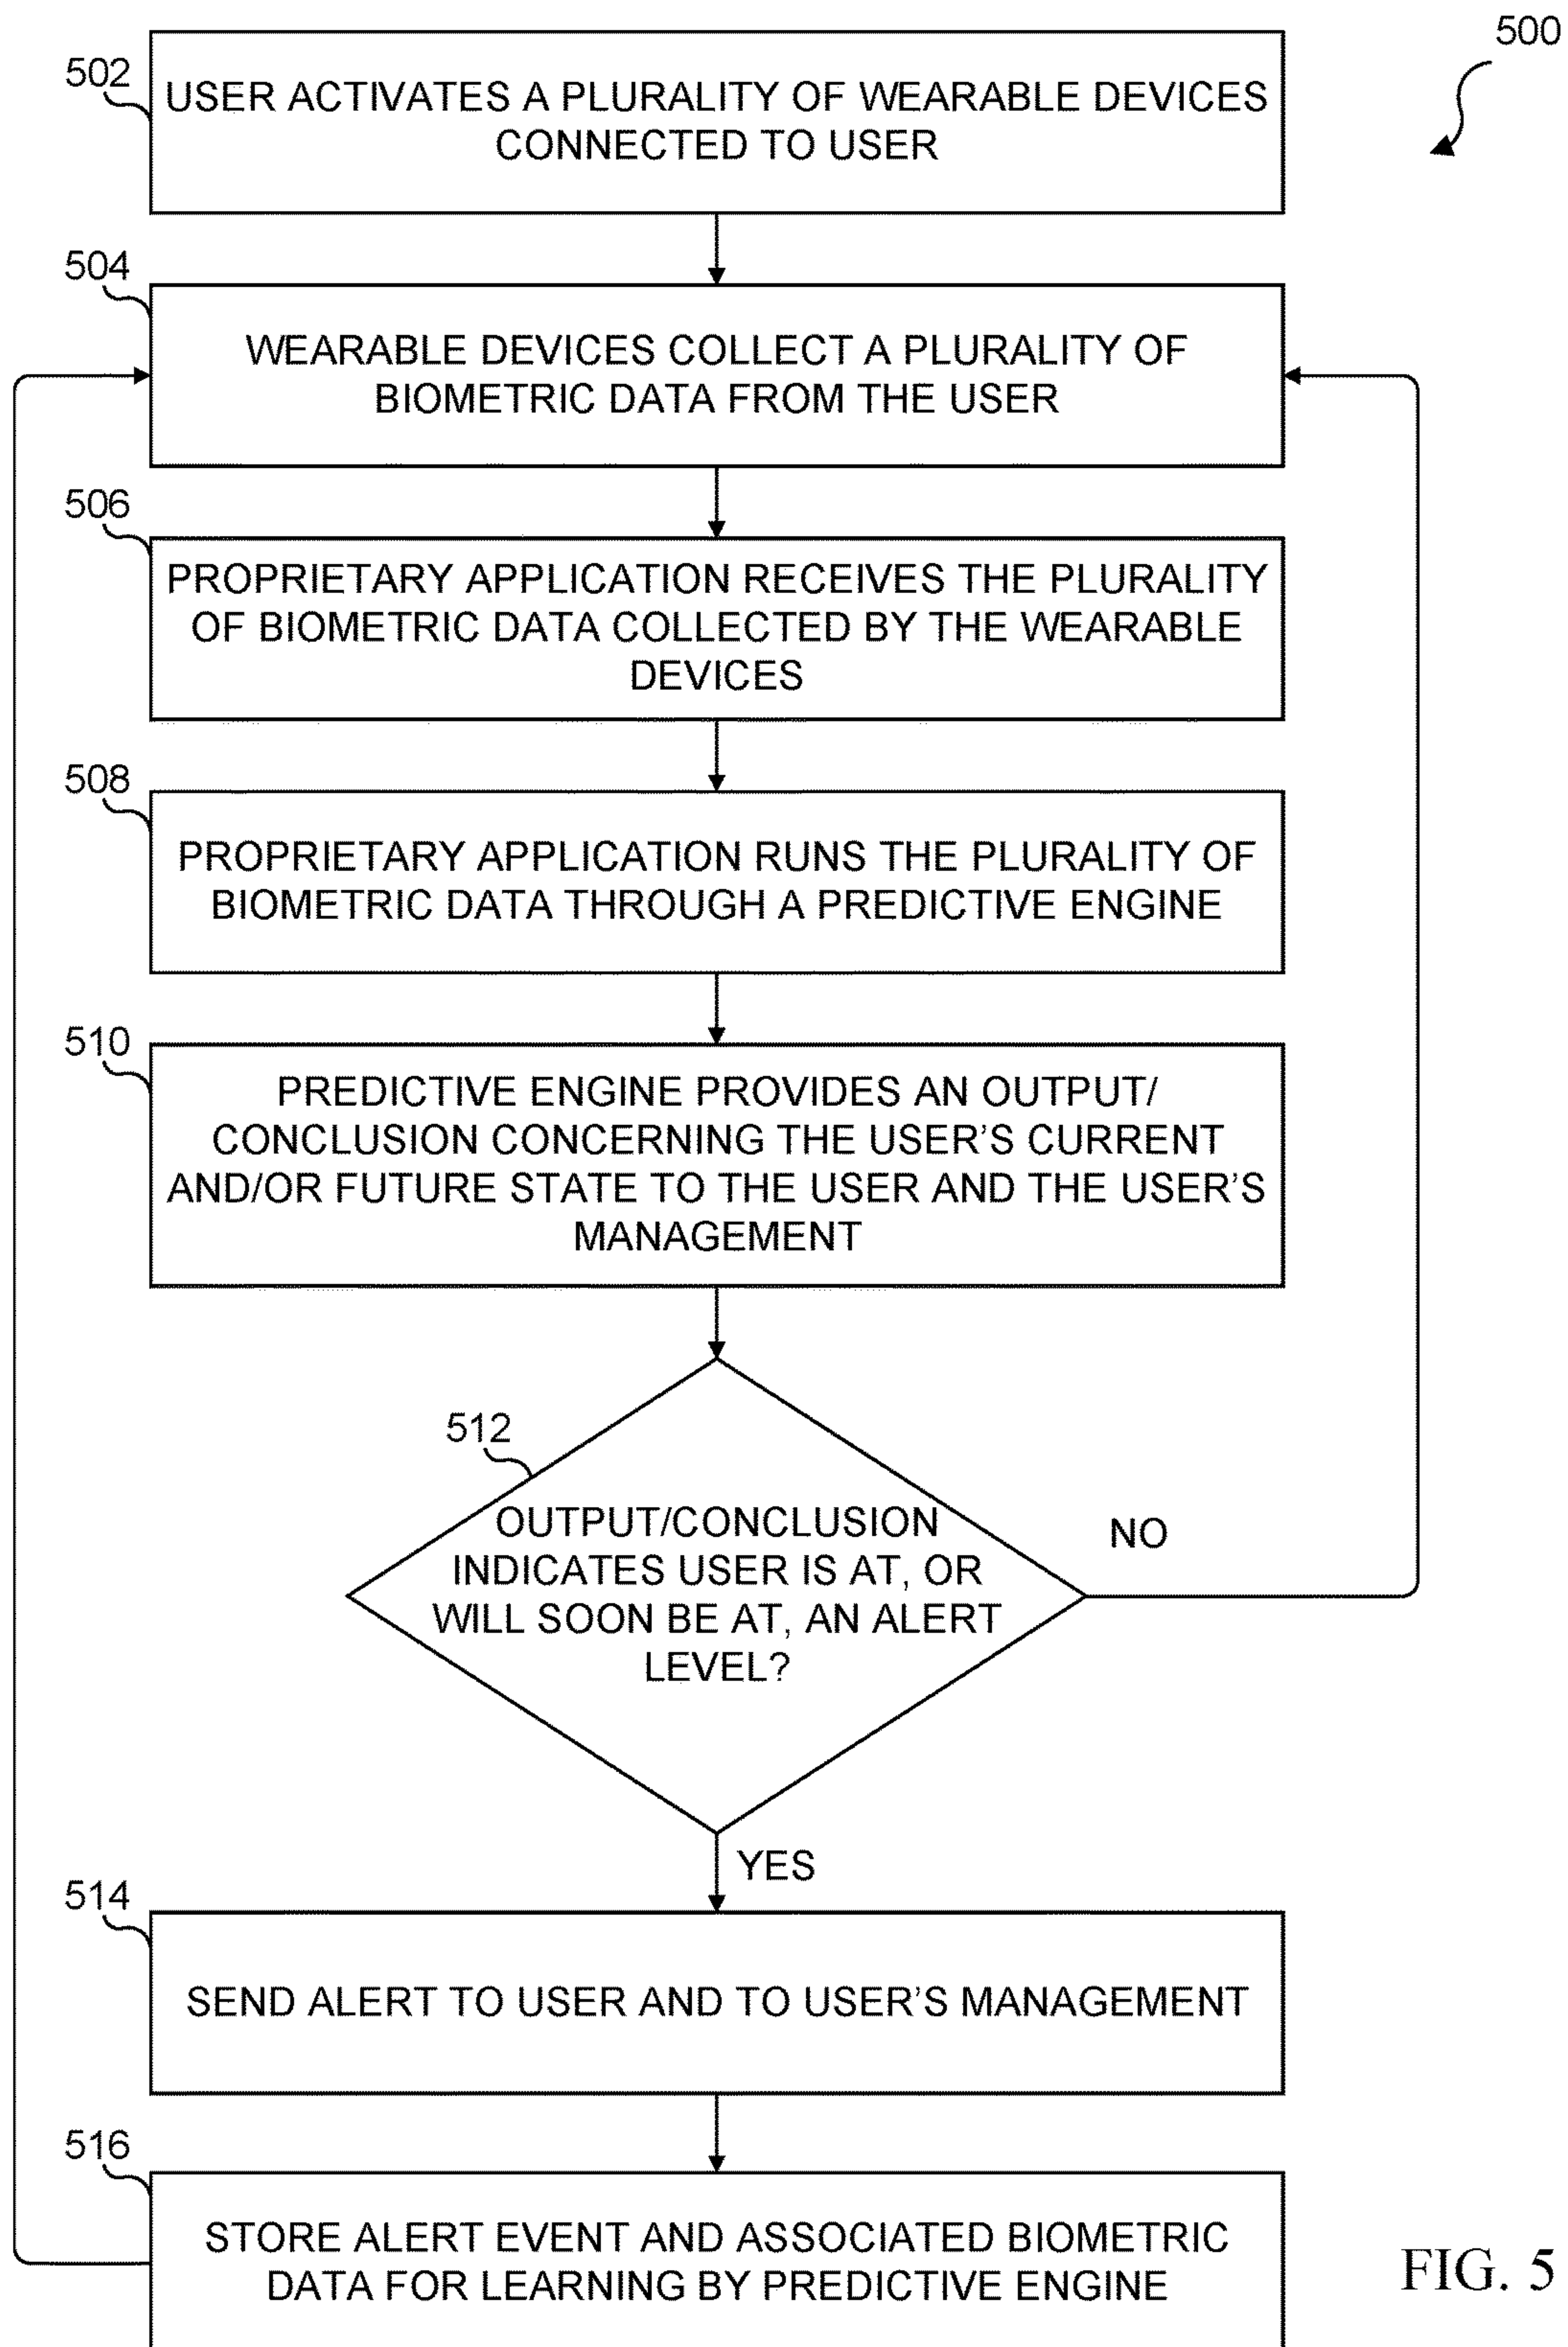 500
502
USER ACTIVATES A PLURALITY OF WEARABLE DEVICES
CONNECTED TO USER
504
WEARABLE DEVICES COLLECT A PLURALITY OF
BIOMETRIC DATA FROM THE USER
506
PROPRIETARY APPLICATION RECEIVES THE PLURALITY
OF BIOMETRIC DATA COLLECTED BY THE WEARABLE
DEVICES
508
PROPRIETARY APPLICATION RUNS THE PLURALITY OF
BIOMETRIC DATA THROUGH A PREDICTIVE ENGINE
510
PREDICTIVE ENGINE PROVIDES AN OUTPUT/
CONCLUSION CONCERNING THE USER'S CURRENT
AND/OR FUTURE STATE TO THE USER AND THE USER'S
MANAGEMENT
512
OUTPUT/CONCLUSION
INDICATES USER IS AT, OR
WILL SOON BE AT, AN ALERT
LEVEL?
NO
YES
514
SEND ALERT TO USER AND TO USER'S MANAGEMENT
516
STORE ALERT EVENT AND ASSOCIATED BIOMETRIC
DATA FOR LEARNING BY PREDICTIVE ENGINE
FIG. 5